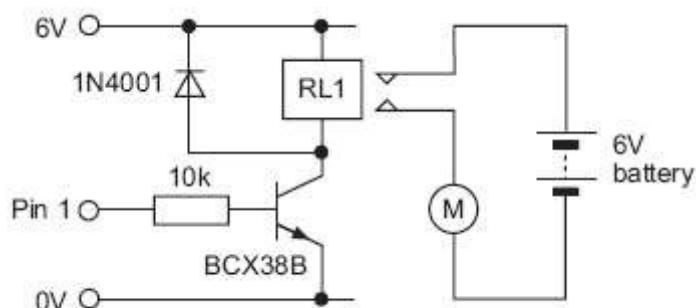 6V
1N4001
RL1
6V
battery
10k
Pin 1
M
BCX38B
0V